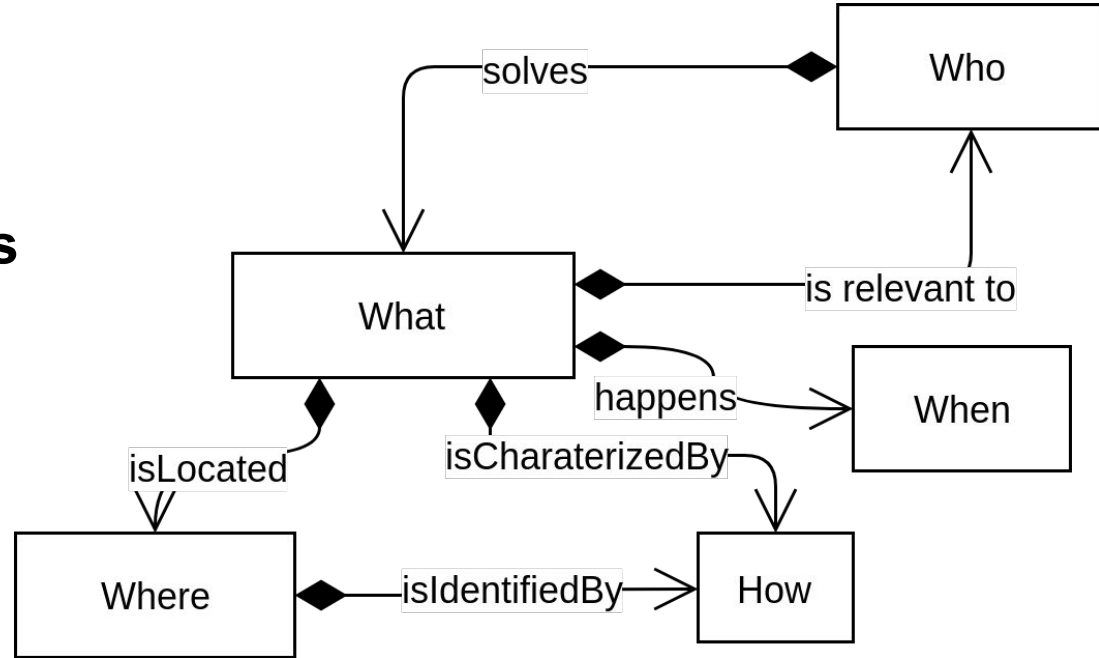 solves
Who
s
is relevant to
What
happens
When
isCharaterizedBy
isLocated
Where
isIdentifiedBy
How